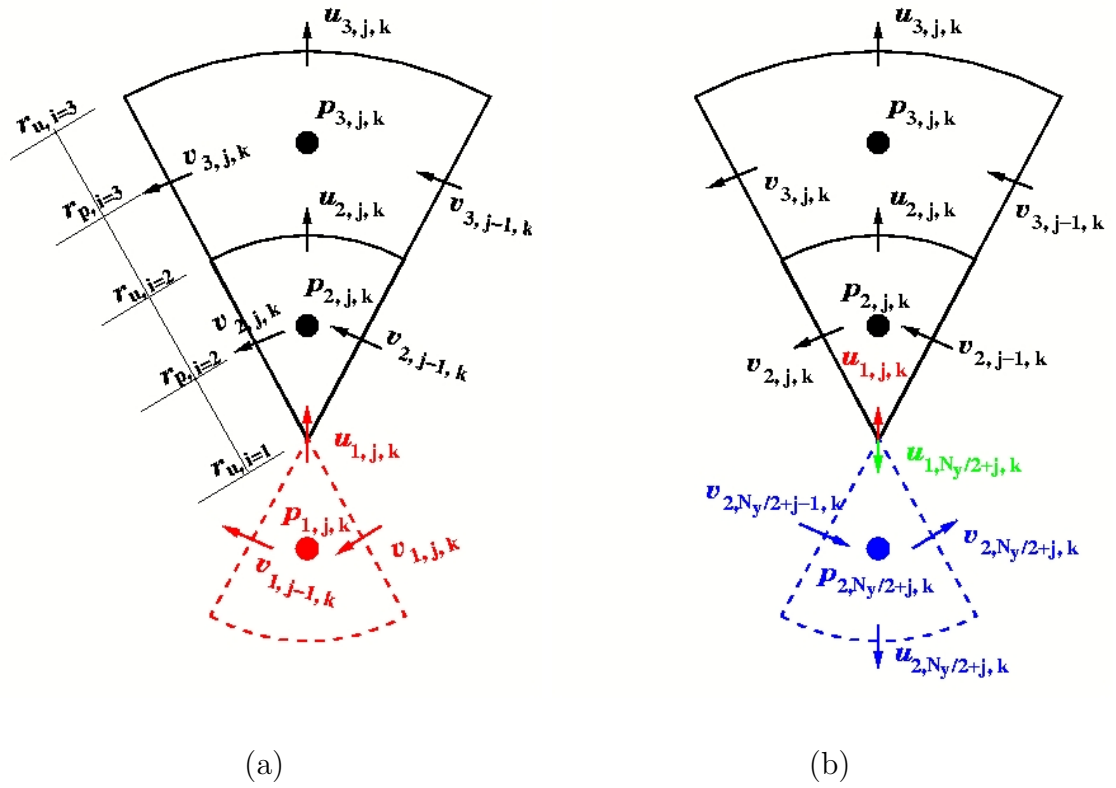 u3, j, k
p3, j, k
ru, i=3
v3, j, k
rp, i=3
u2, j, k
v3, j−1, k
ru, i=2
p2, j, k
v2, j, k
rp, i=2
v2, j−1, k
ru, i=1
u1, j, k
p1, j, k
v1, j, k
v1, j−1, k
(a)
u3, j, k
p3, j, k
v3, j, k
u2, j, k
v3, j−1, k
p2, j, k
v2, j, k
v2, j−1, k
u1, j, k
u1,Ny/2+j, k
v2,Ny/2+j−1, k
v2,Ny/2+j, k
p2,Ny/2+j, k
u2,Ny/2+j, k
(b)